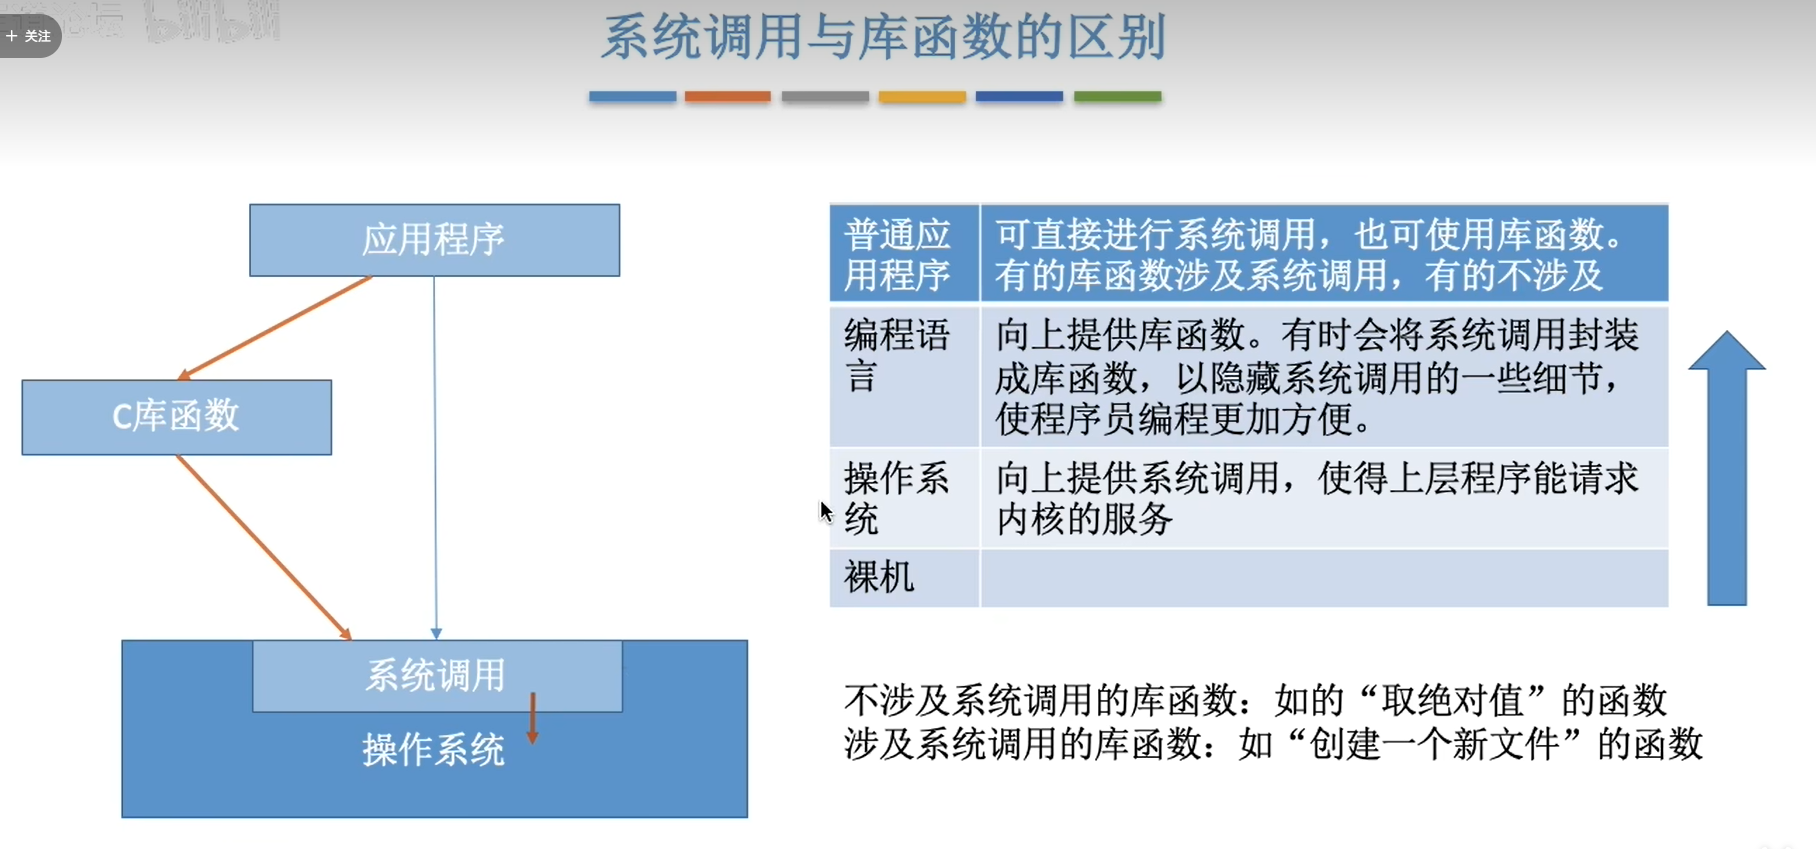 + 关注
bilibili
系统调用与库函数的区别
应用程序
C库函数
系统调用
操作系统
普通应
用程序
可直接进行系统调用，也可使用库函数。
有的库函数涉及系统调用，有的不涉及
编程语
言
向上提供库函数。有时会将系统调用封装
成库函数，以隐藏系统调用的一些细节，
使程序员编程更加方便。
操作系
统
向上提供系统调用，使得上层程序能请求
内核的服务
裸机
不涉及系统调用的库函数：如的“取绝对值”的函数
涉及系统调用的库函数：如“创建一个新文件”的函数